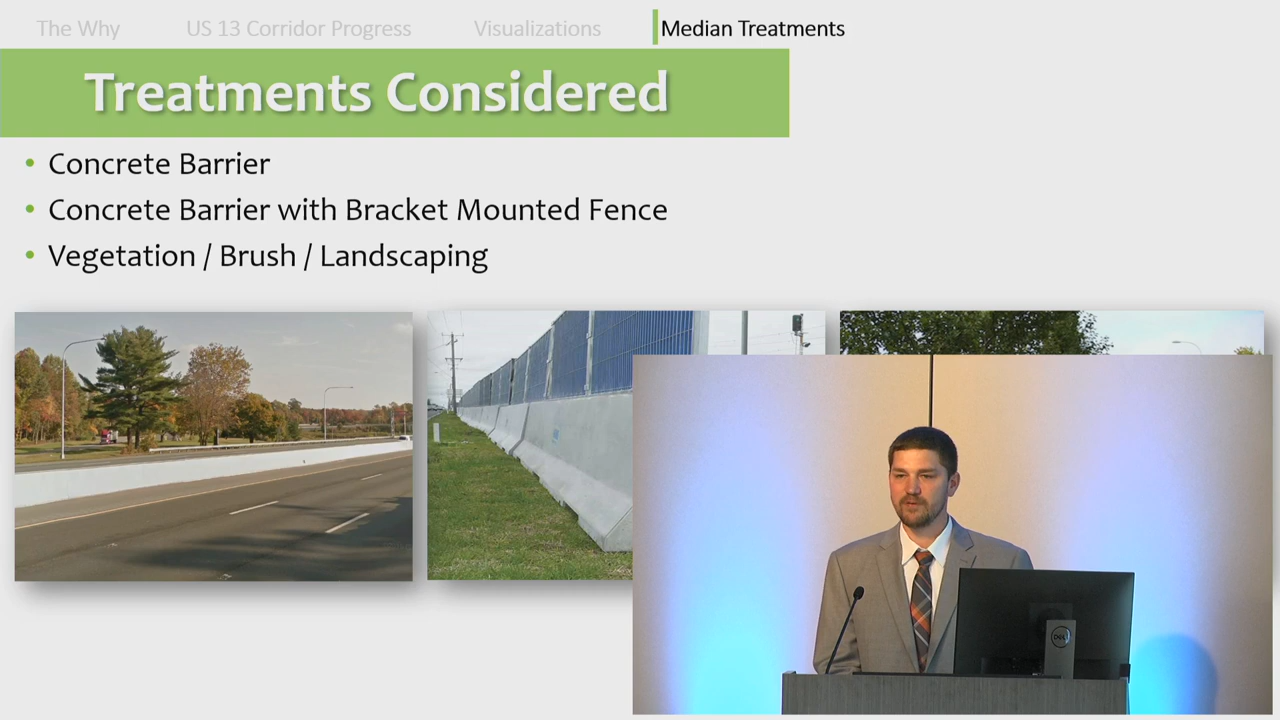 The Why US 13 Corridor Progress Visualizations Median Treatments
Treatments Considered
• Concrete Barrier
• Concrete Barrier with Bracket Mounted Fence
• Vegetation / Brush / Landscaping
DELL